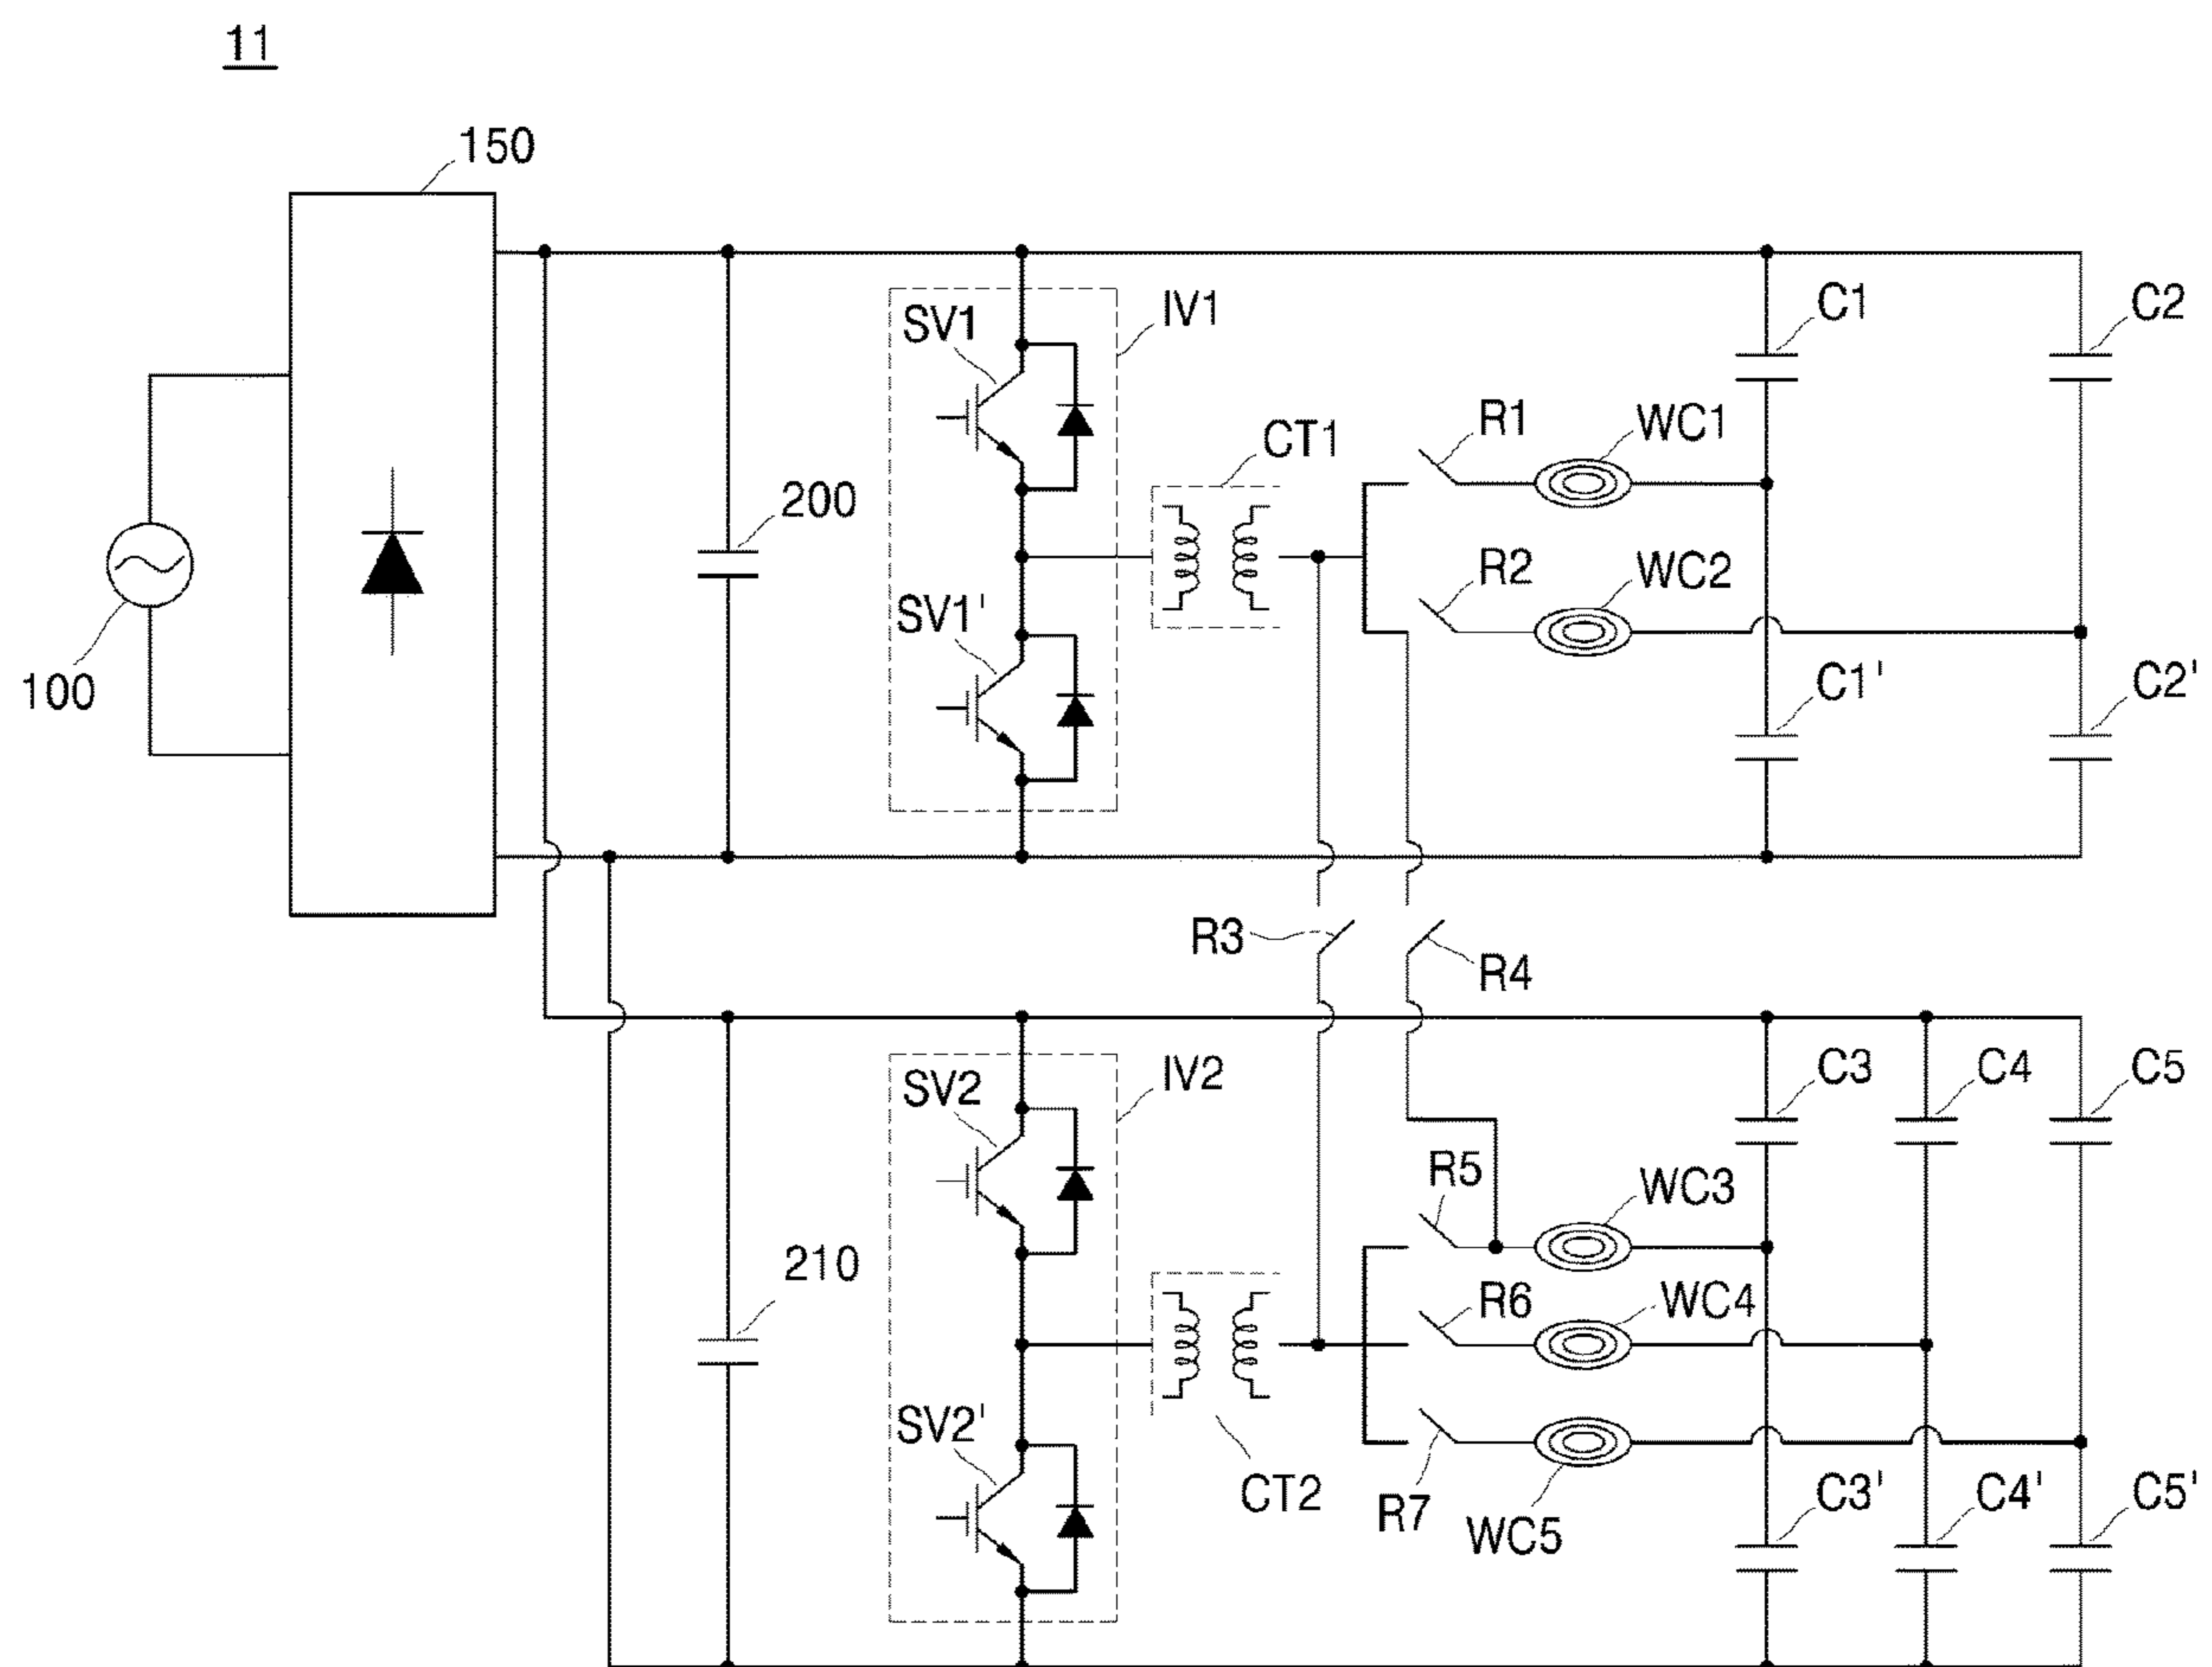 11
150
100
200
SV1
IV1
SV1'
CT1
R1
WC1
R2
WC2
C1
C2
C1'
C2'
R3
R4
210
SV2
IV2
SV2'
CT2
R5
WC3
R6
WC4
R7
WC5
C3
C4
C5
C3'
C4'
C5'